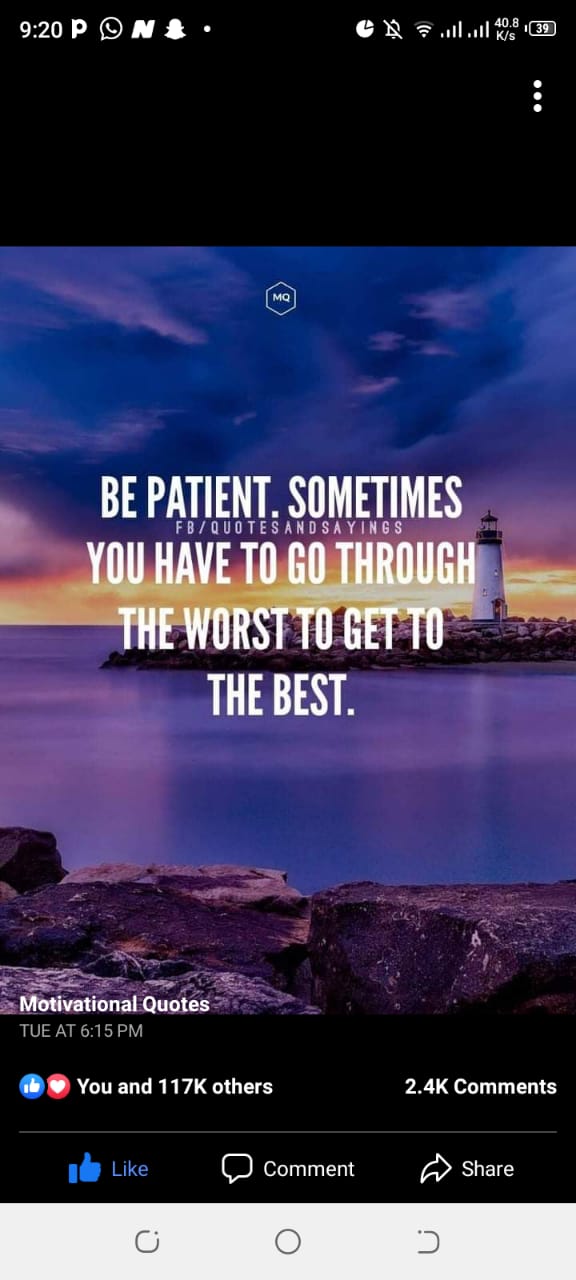 9:20
40.8
K/s
39
MQ
BE PATIENT. SOMETIMES
FB/QUOTESANDSAYINGS
YOU HAVE TO GO THROUGH
THE WORST TO GET TO
THE BEST.
Motivational Quotes
TUE AT 6:15 PM
You and 117K others 2.4K Comments
Like Comment Share